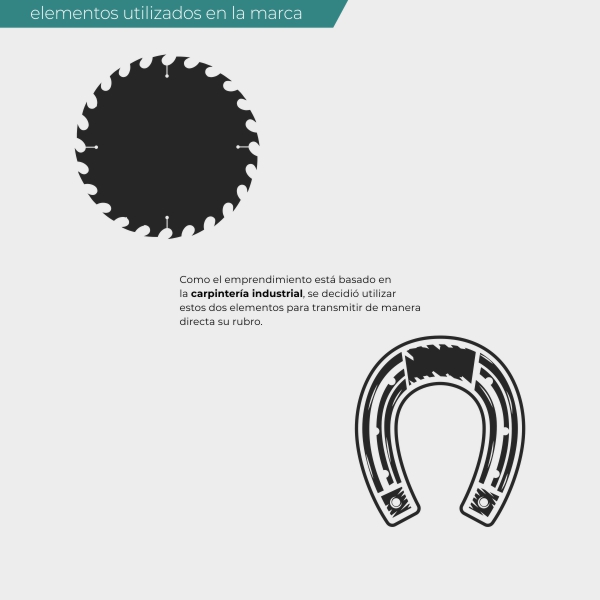 elementos utilizados en la marca
Como el emprendimiento está basado en
la carpintería industrial, se decidió utilizar
estos dos elementos para transmitir de manera
directa su rubro.